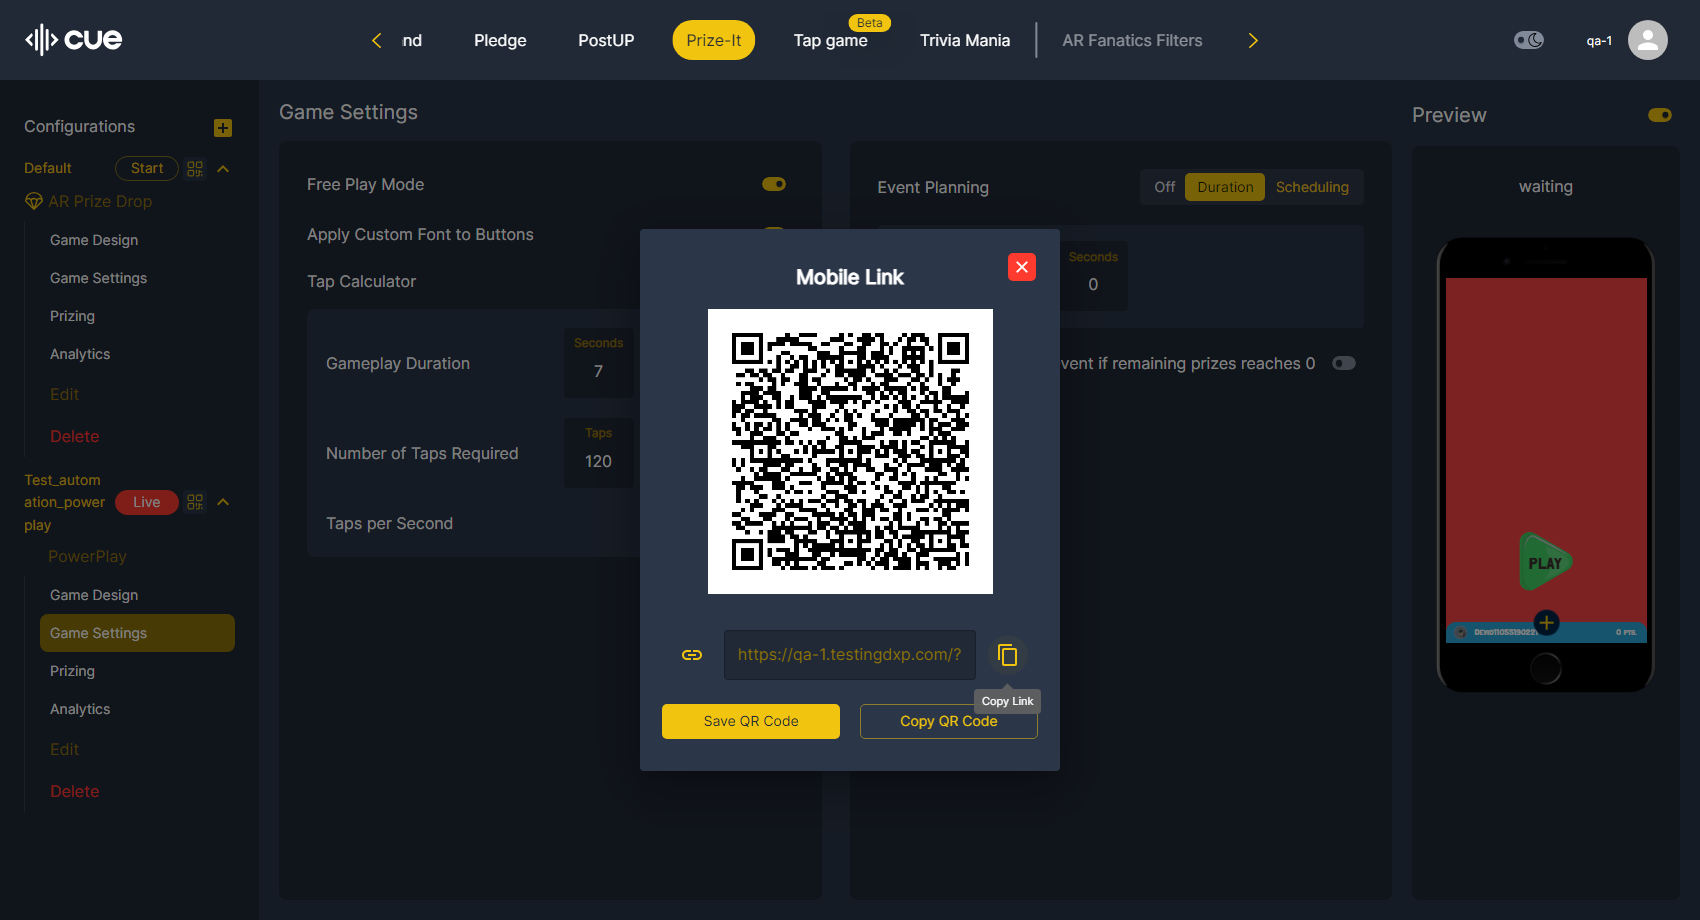 cue
nd
Pledge
PostUP
Prize-It
Beta
Tap game
Trivia Mania
AR Fanatics Filters
qa-1
Configurations
Default
Start
AR Prize Drop
Game Design
Game Settings
Prizing
Analytics
Edit
Delete
Test_autom
ation_power
play
Live
PowerPlay
Game Design
Game Settings
Prizing
Analytics
Edit
Delete
Game Settings
Free Play Mode
Apply Custom Font to Buttons
Tap Calculator
Gameplay Duration
Seconds
7
Number of Taps Required
Taps
120
Taps per Second
Event Planning
Off
Duration
Scheduling
Seconds
0
vent if remaining prizes reaches 0
Mobile Link
https://qa-1.testingdxp.com/?
Copy Link
Save QR Code
Copy QR Code
Preview
waiting
PLAY
0 PTS.